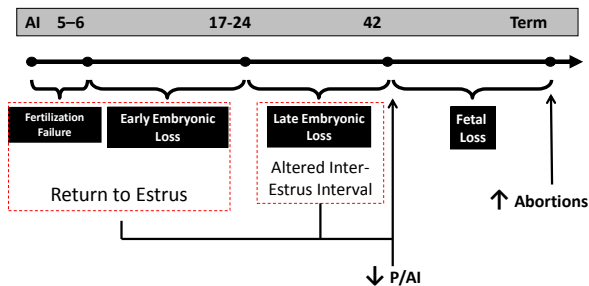 AI 5–6 17-24 42 Term
Fertilization
Failure
Early Embryonic
Loss
Late Embryonic
Loss
Fetal
Loss
Return to Estrus
Altered Inter-
Estrus Interval
↑ Abortions
↓ P/AI